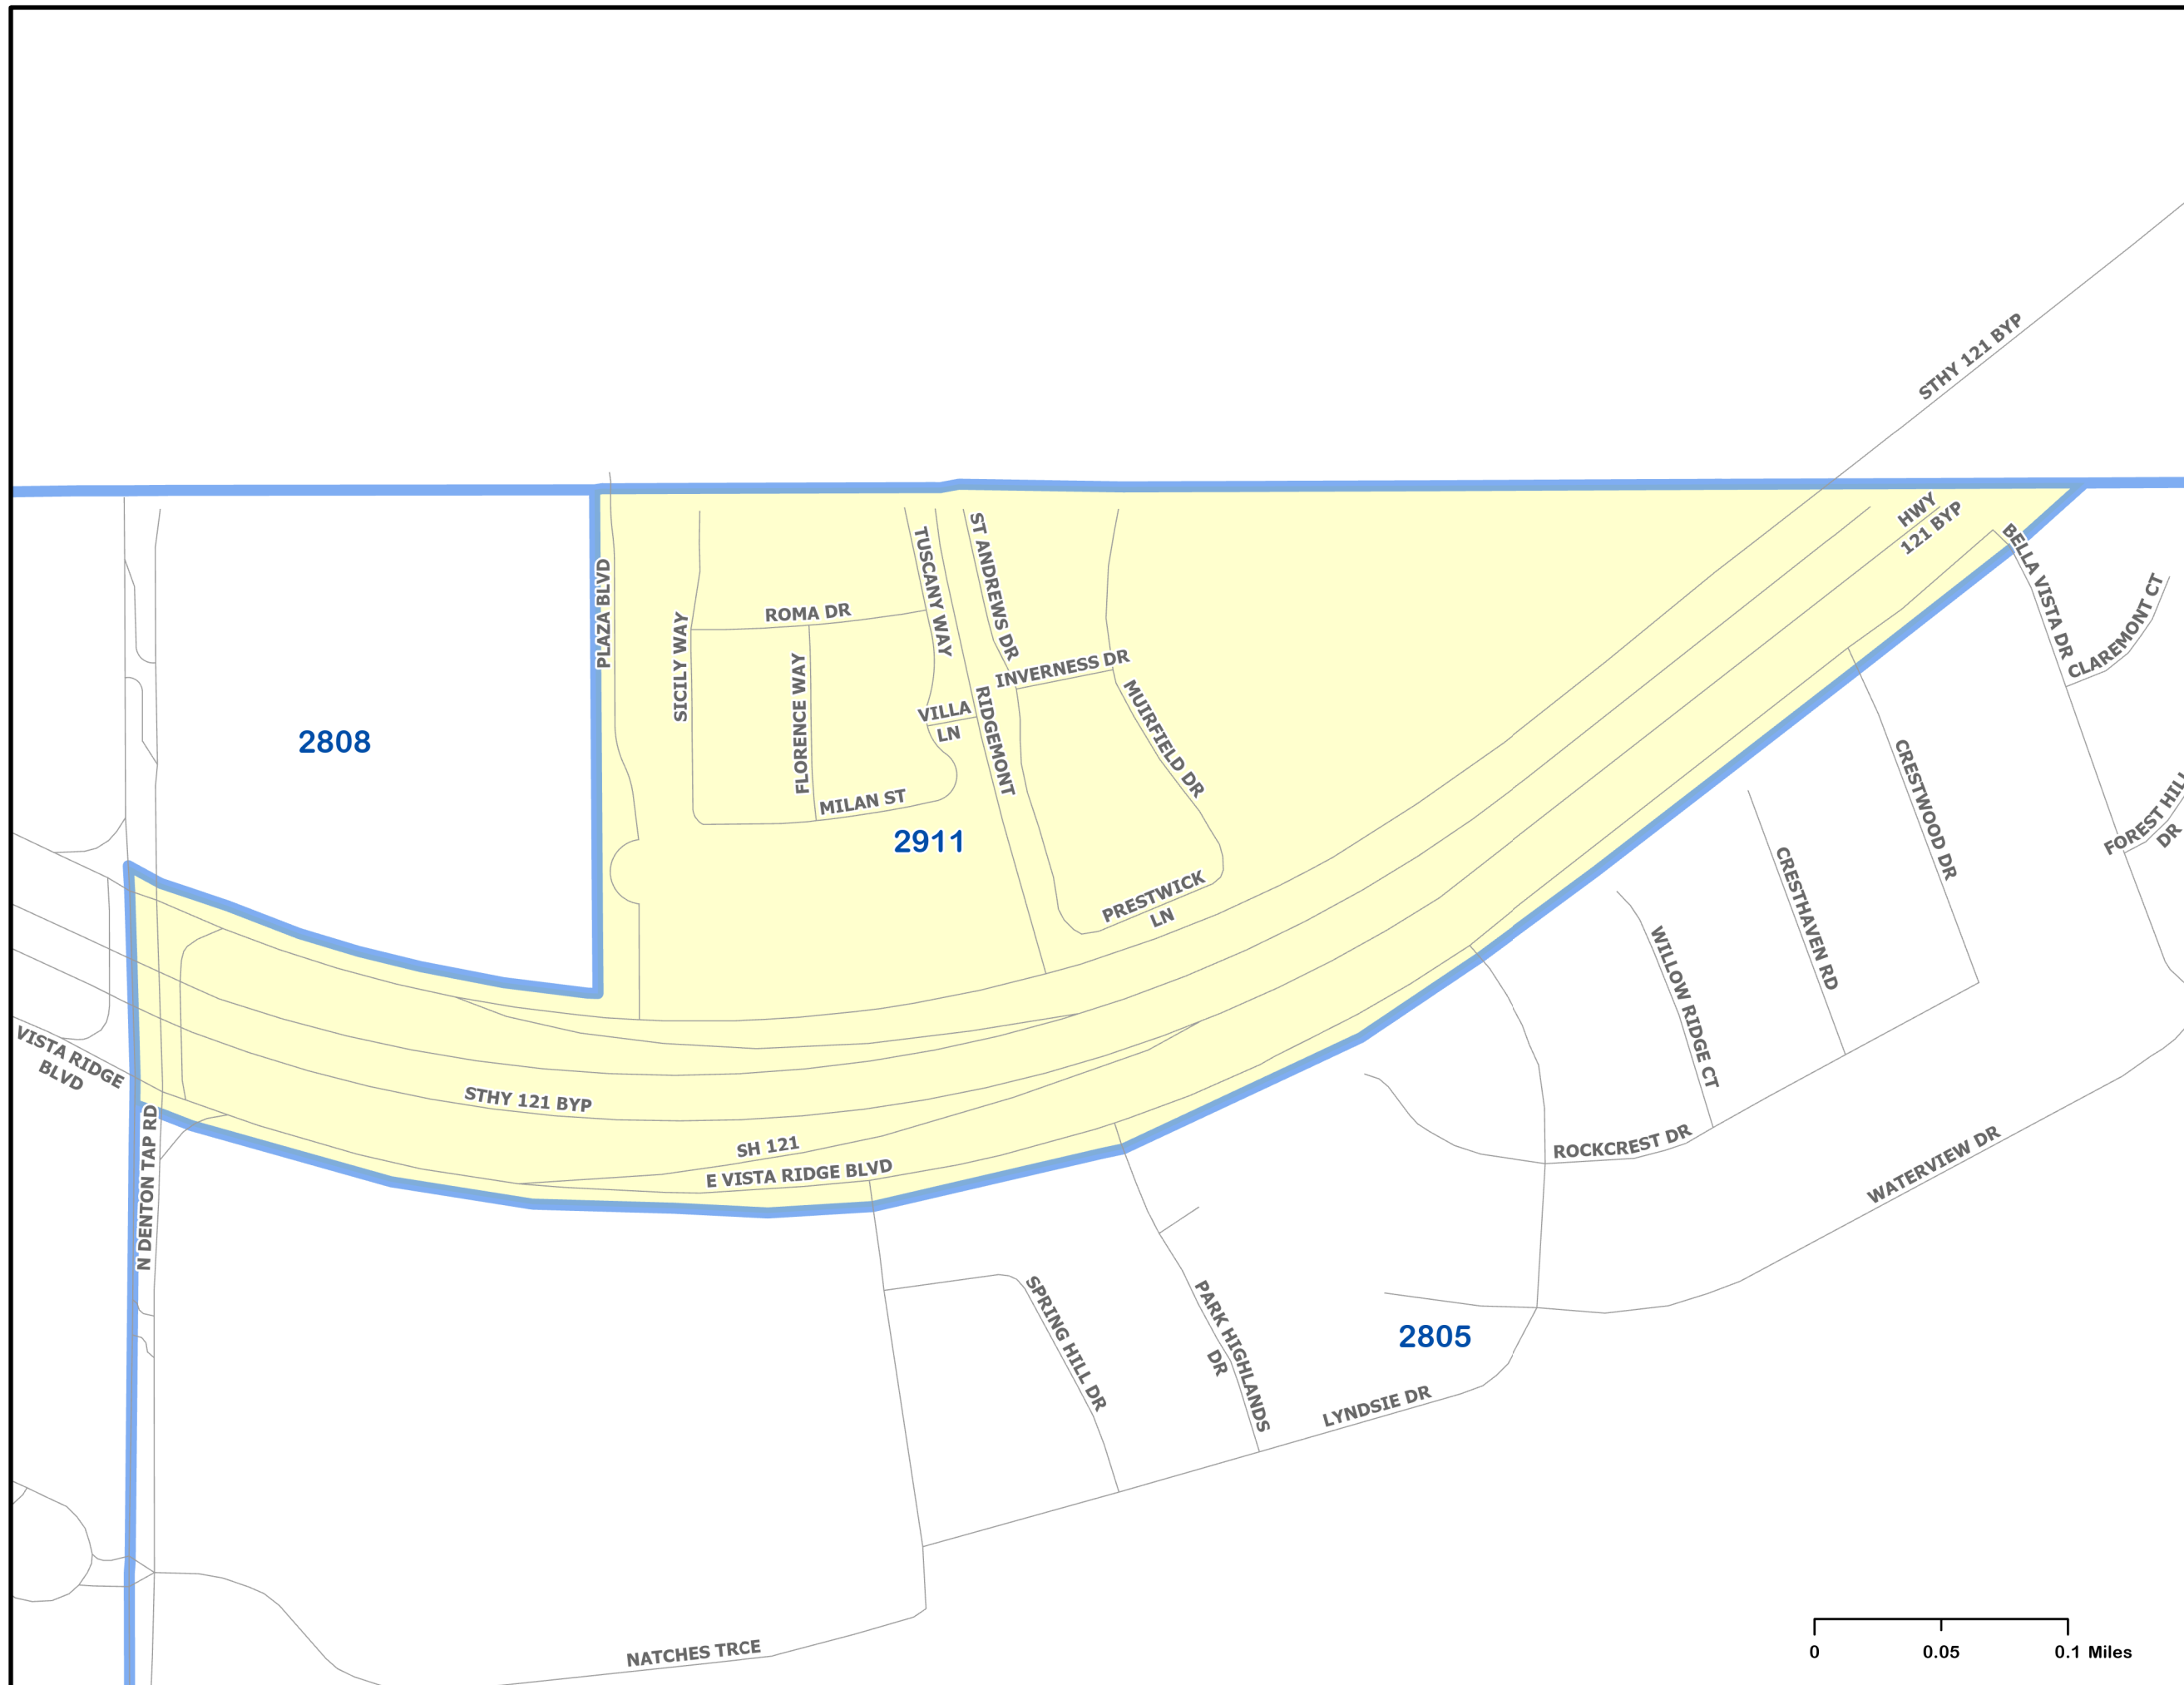 STHY 121 BYP
HWY
121 BYP
BELLA VISTA DR
CLAREMONT CT
PLAZA BLVD
SICILY WAY
ROMA DR
FLORENCE WAY
TUSCANY WAY
ST ANDREWS DR
INVERNESS DR
VILLA
LN
RIDGEMONT
MUIRFIELD DR
MILAN ST
2808
2911
PRESTWICK
LN
CRESTWOOD DR
CRESTHAVEN RD
FOREST HILL
DR
WILLOW RIDGE CT
VISTA RIDGE
BLVD
STHY 121 BYP
SH 121
E VISTA RIDGE BLVD
N DENTON TAP RD
ROCKCREST DR
WATERVIEW DR
SPRING HILL DR
PARK HIGHLANDS
DR
2805
LYNDSIE DR
NATCHES TRCE
0 0.05 0.1 Miles